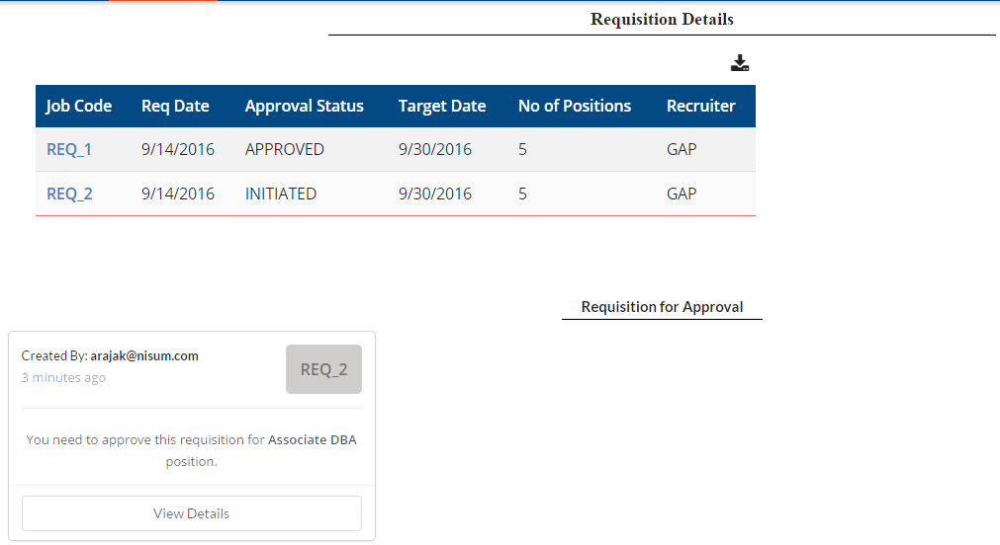 Requisition Details
Job Code Req Date Approval Status Target Date No of Positions Recruiter
REQ_1 9/14/2016 APPROVED 9/30/2016 5 GAP
REQ_2 9/14/2016 INITIATED 9/30/2016 5 GAP
Requisition for Approval
Created By: arajak@nisum.com
3 minutes ago
REQ_2
You need to approve this requisition for Associate DBA
position.
View Details